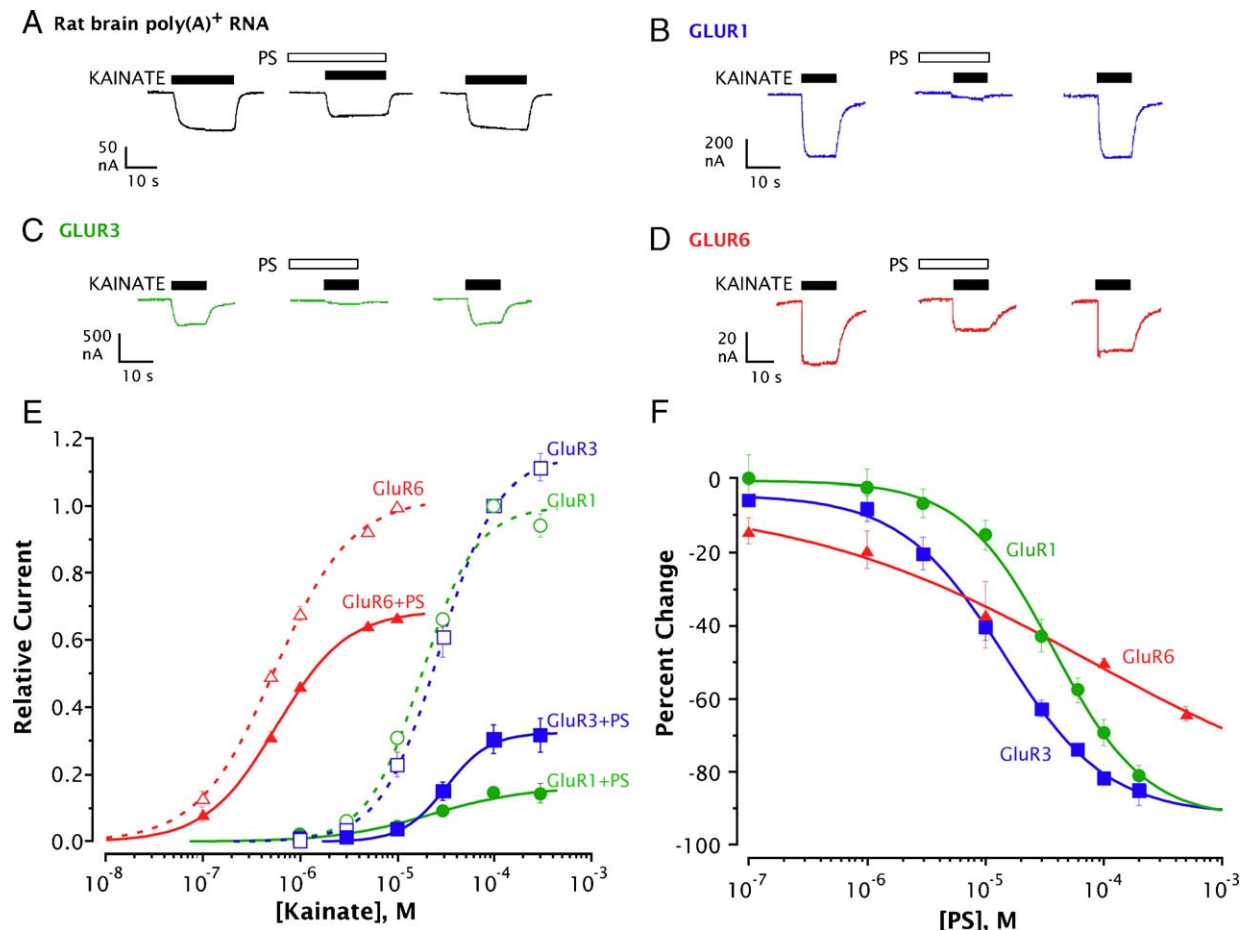 A Rat brain poly(A)+ RNA
PS
KAINATE
50
nA
10 s
B GLUR1
PS
KAINATE
200
nA
10 s
C GLUR3
PS
KAINATE
500
nA
10 s
D GLUR6
PS
KAINATE
20
nA
10 s
E
1.2
1.0
0.8
0.6
0.4
0.2
0.0
Relative Current
GluR6
GluR3
GluR1
GluR6+PS
GluR3+PS
GluR1+PS
10-8 10-7 10-6 10-5 10-4 10-3
[Kainate], M
F
0
-20
-40
-60
-80
-100
Percent Change
GluR1
GluR6
GluR3
10-7 10-6 10-5 10-4 10-3
[PS], M